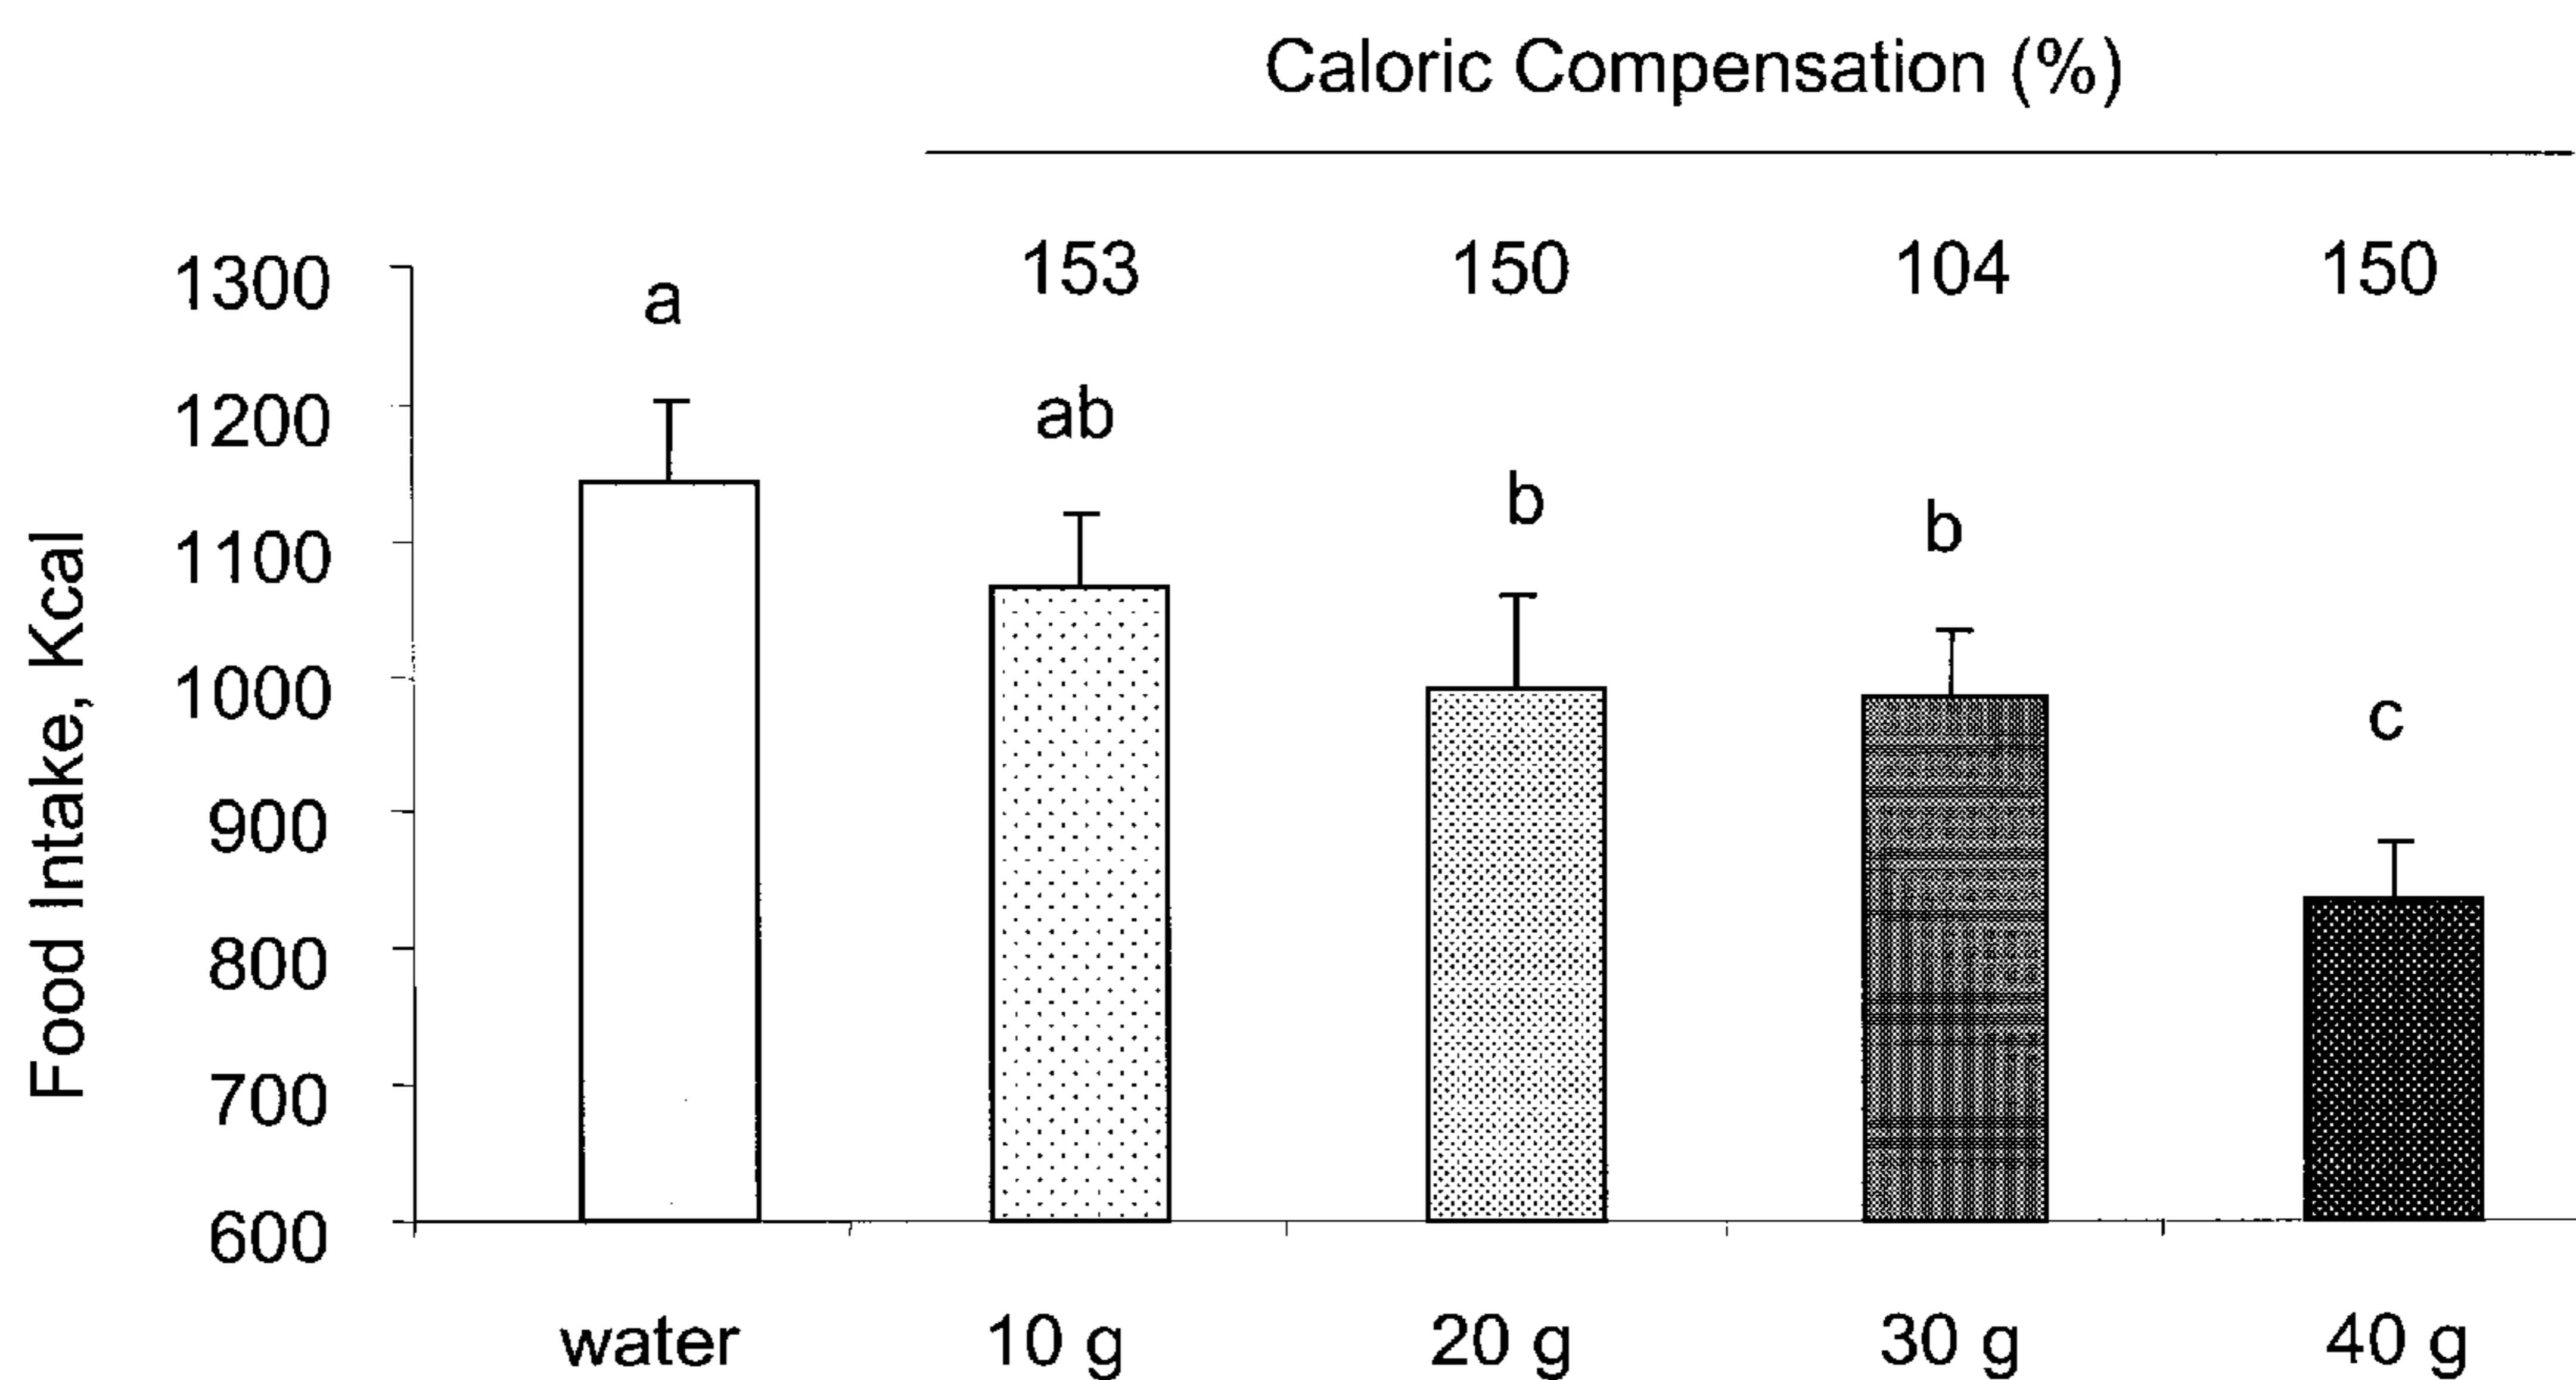 Caloric Compensation (%)
153 150 104 150
1300
1200
1100
1000
900
800
700
600
Food Intake, Kcal
a
ab
b
b
c
water 10 g 20 g 30 g 40 g